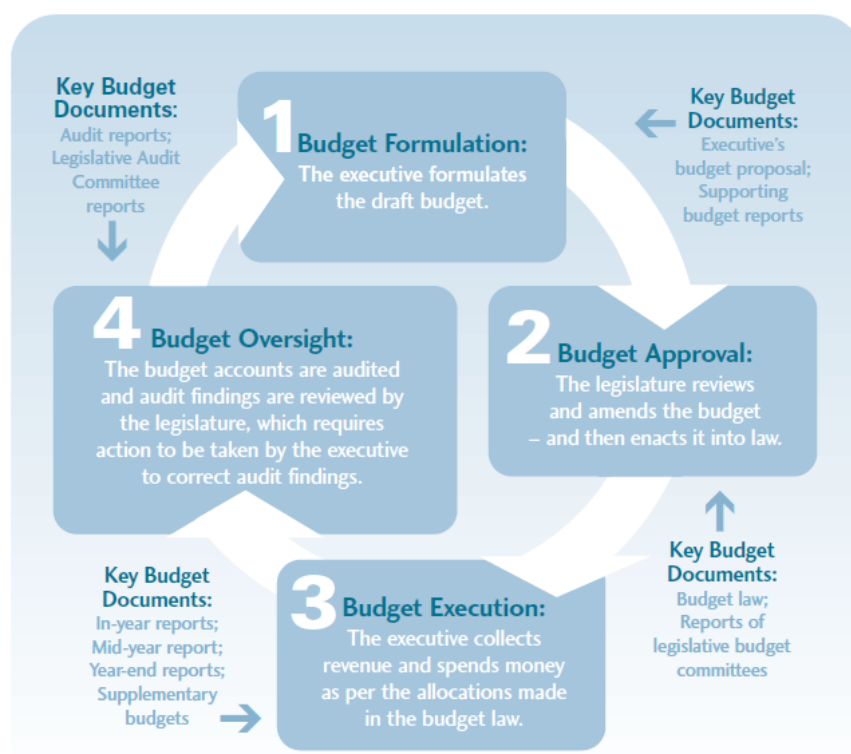 Key Budget
Documents:
Audit reports;
Legislative Audit
Committee
reports
1
Budget Formulation:
The executive formulates
the draft budget.
Key Budget
Documents:
Executive's
budget proposal;
Supporting
budget reports
2
Budget Approval:
The legislature reviews
and amends the budget
– and then enacts it into law.
Key Budget
Documents:
Budget law;
Reports of
legislative budget
committees
3
Budget Execution:
The executive collects
revenue and spends money
as per the allocations made
in the budget law.
Key Budget
Documents:
In-year reports;
Mid-year report;
Year-end reports;
Supplementary
budgets
4
Budget Oversight:
The budget accounts are audited
and audit findings are reviewed by
the legislature, which requires
action to be taken by the executive
to correct audit findings.